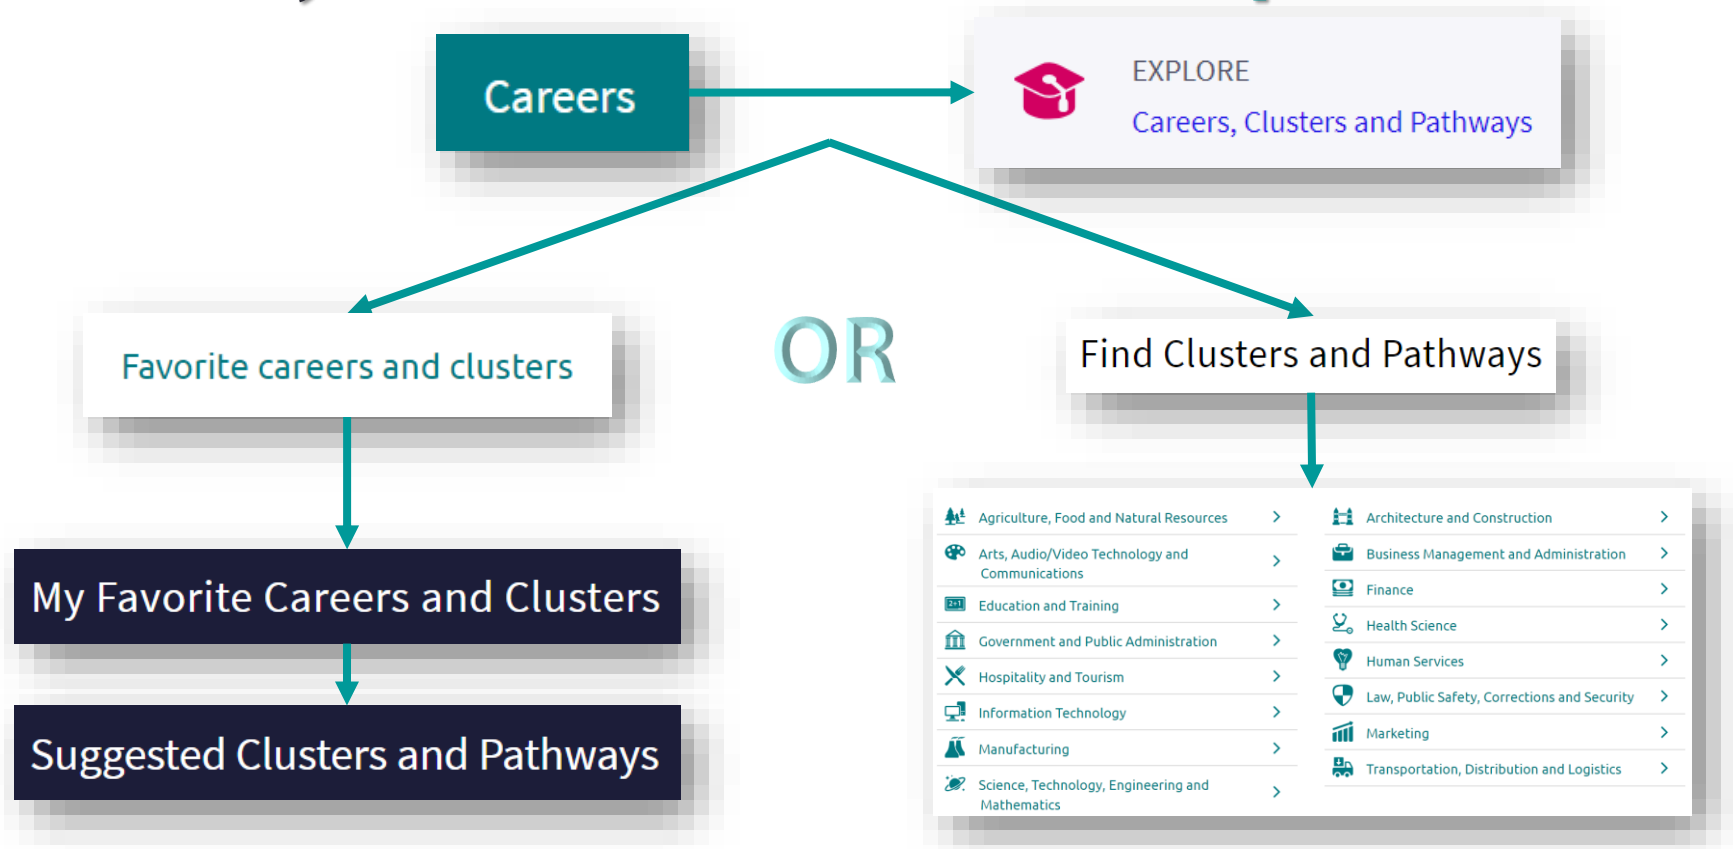 Careers
EXPLORE
Careers, Clusters and Pathways
OR
Favorite careers and clusters
Find Clusters and Pathways
My Favorite Careers and Clusters
Suggested Clusters and Pathways
Agriculture, Food and Natural Resources
Arts, Audio/Video Technology and
Communications
Education and Training
Government and Public Administration
Hospitality and Tourism
Information Technology
Manufacturing
Science, Technology, Engineering and
Mathematics
Architecture and Construction
Business Management and Administration
Finance
Health Science
Human Services
Law, Public Safety, Corrections and Security
Marketing
Transportation, Distribution and Logistics